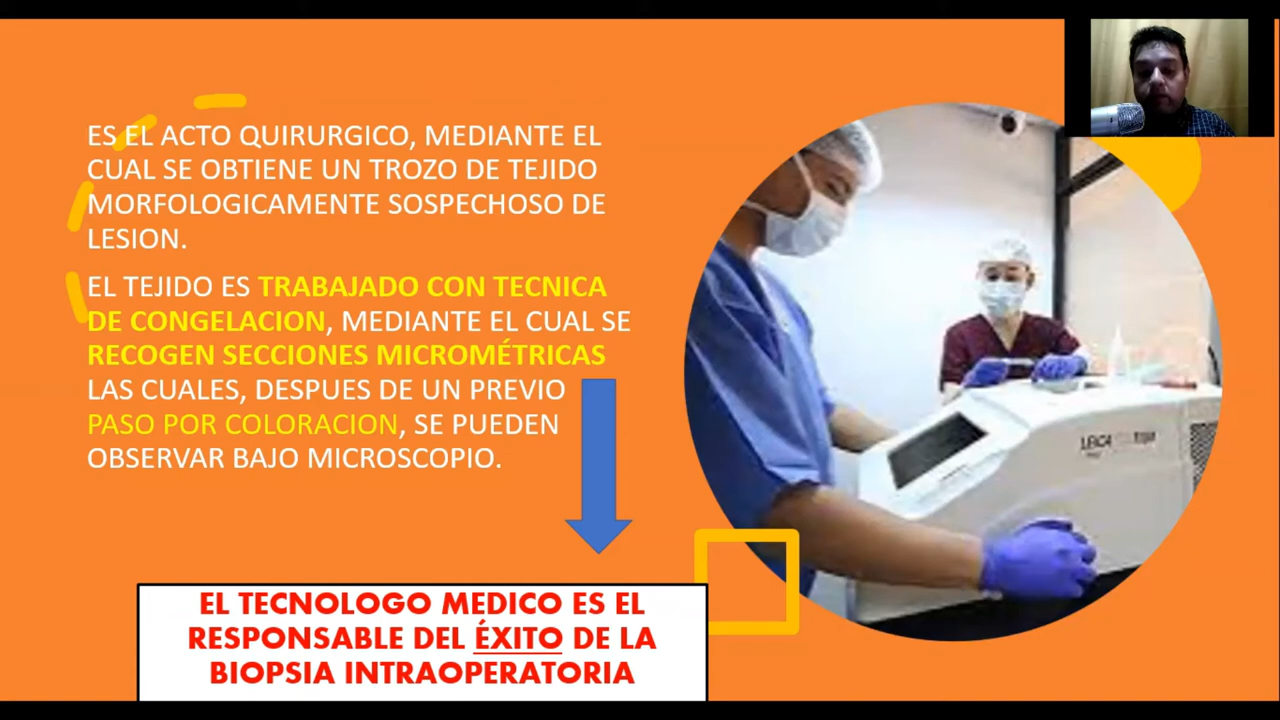 ES EL ACTO QUIRURGICO, MEDIANTE EL
CUAL SE OBTIENE UN TROZO DE TEJIDO
MORFOLOGICAMENTE SOSPECHOSO DE
LESION.
EL TEJIDO ES TRABAJADO CON TECNICA
DE CONGELACION, MEDIANTE EL CUAL SE
RECOGEN SECCIONES MICROMÉTRICAS
LAS CUALES, DESPUES DE UN PREVIO
PASO POR COLORACION, SE PUEDEN
OBSERVAR BAJO MICROSCOPIO.
LEICA
EL TECNOLOGO MEDICO ES EL
RESPONSABLE DEL ÉXITO DE LA
BIOPSIA INTRAOPERATORIA